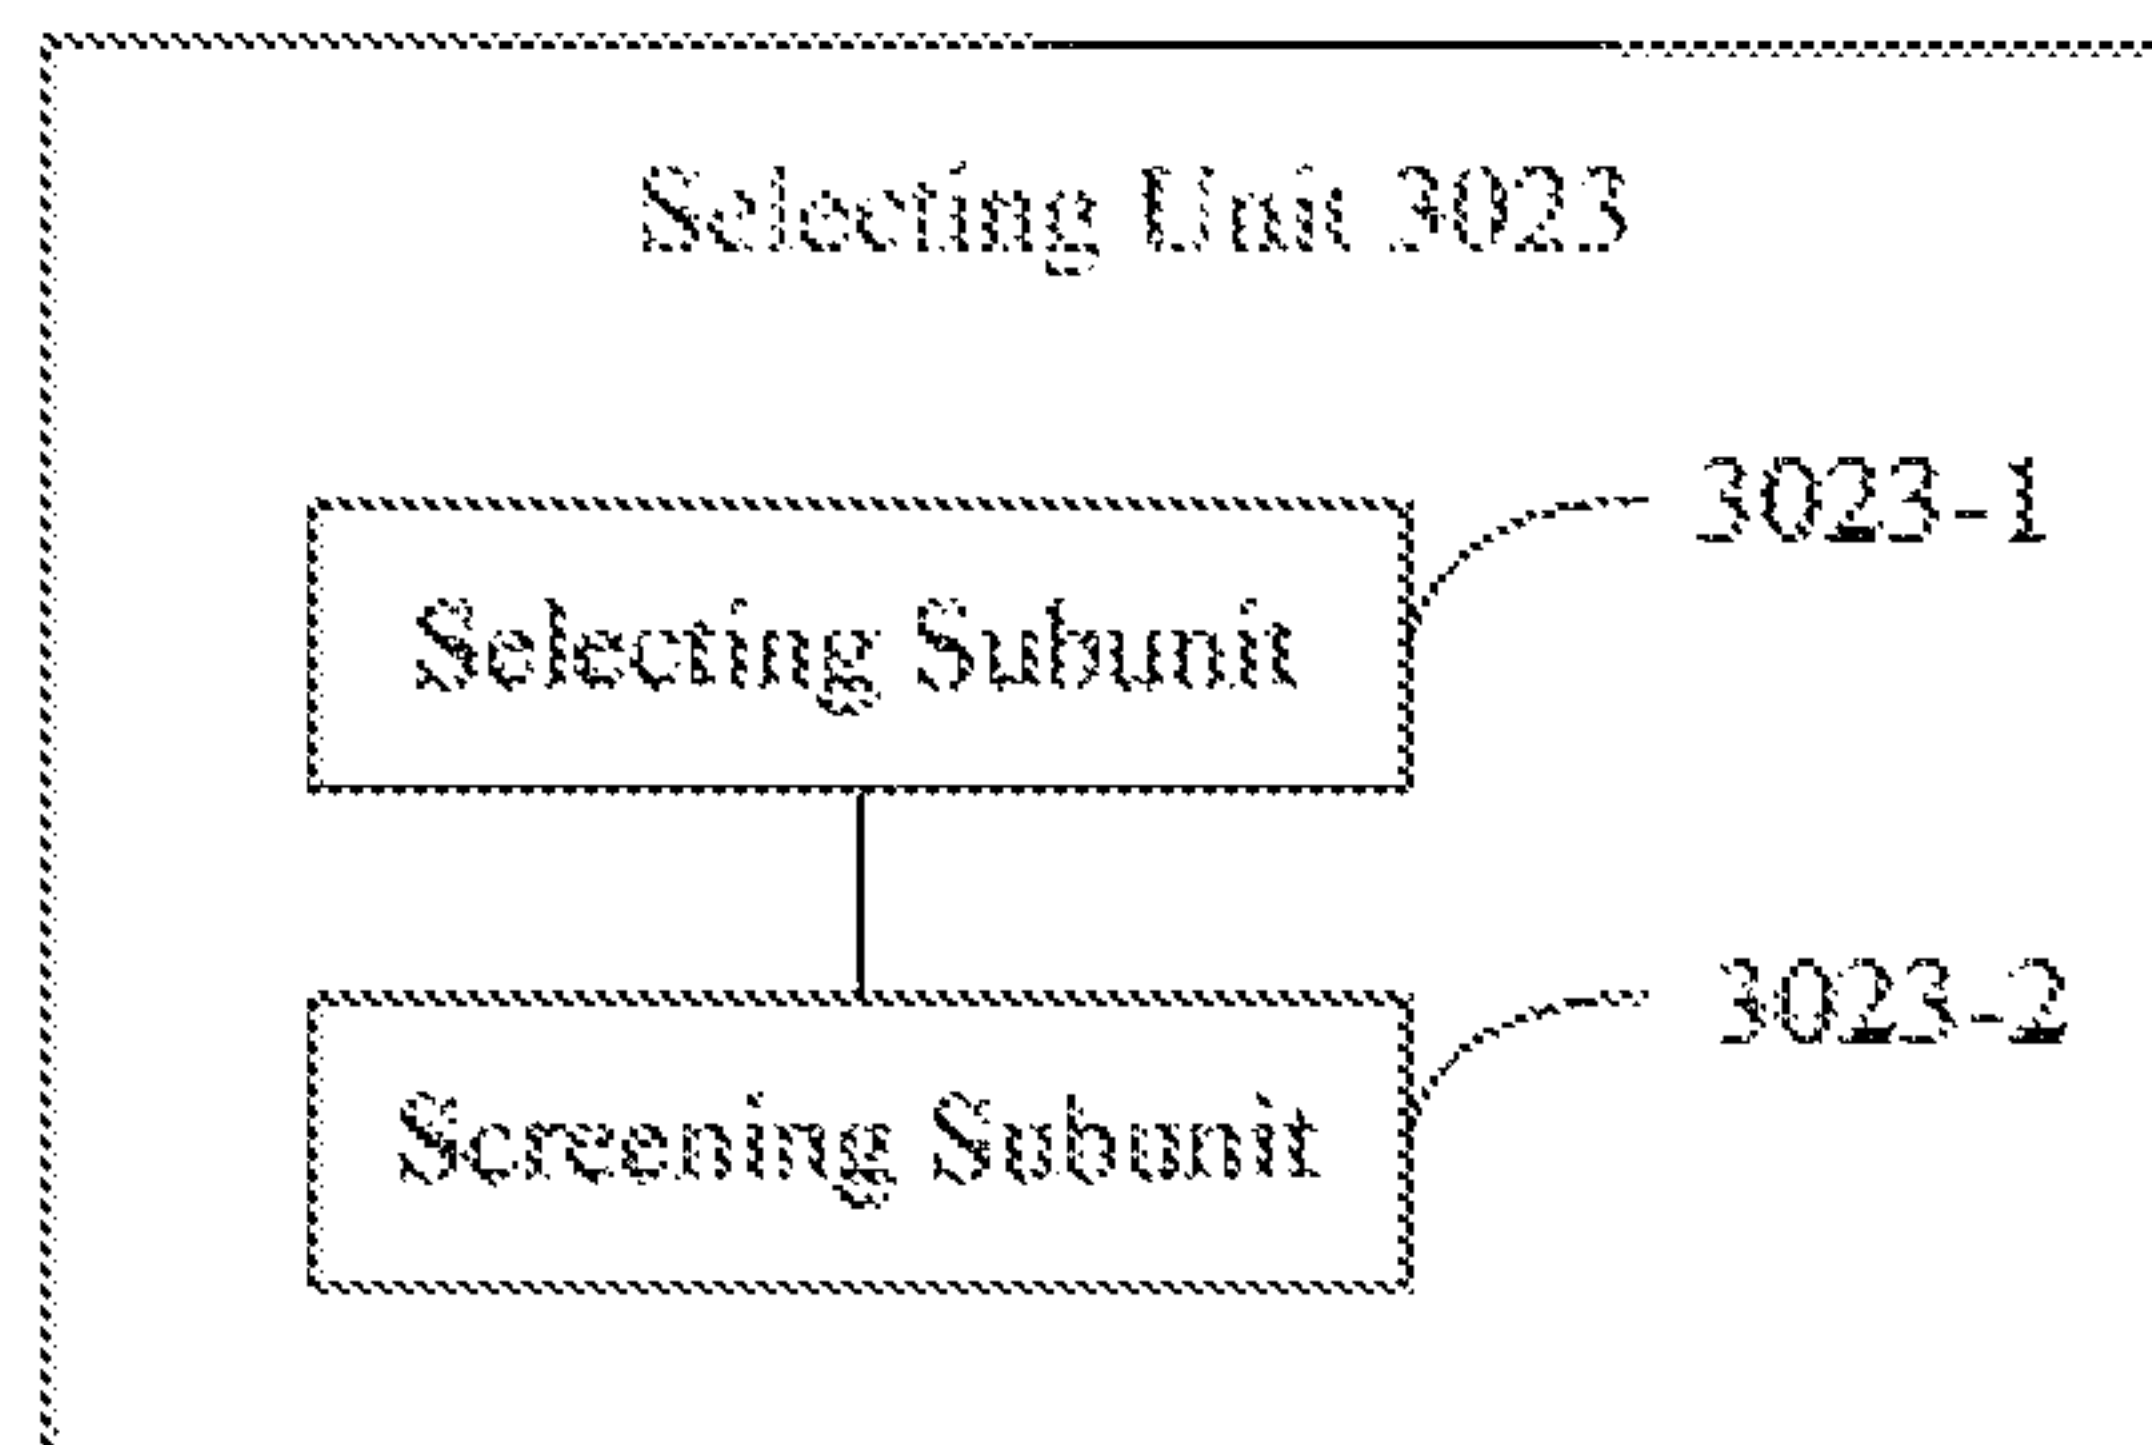 Selecting Unit 3023
3023-1
Selecting Subunit
3023-2
Screening Subunit